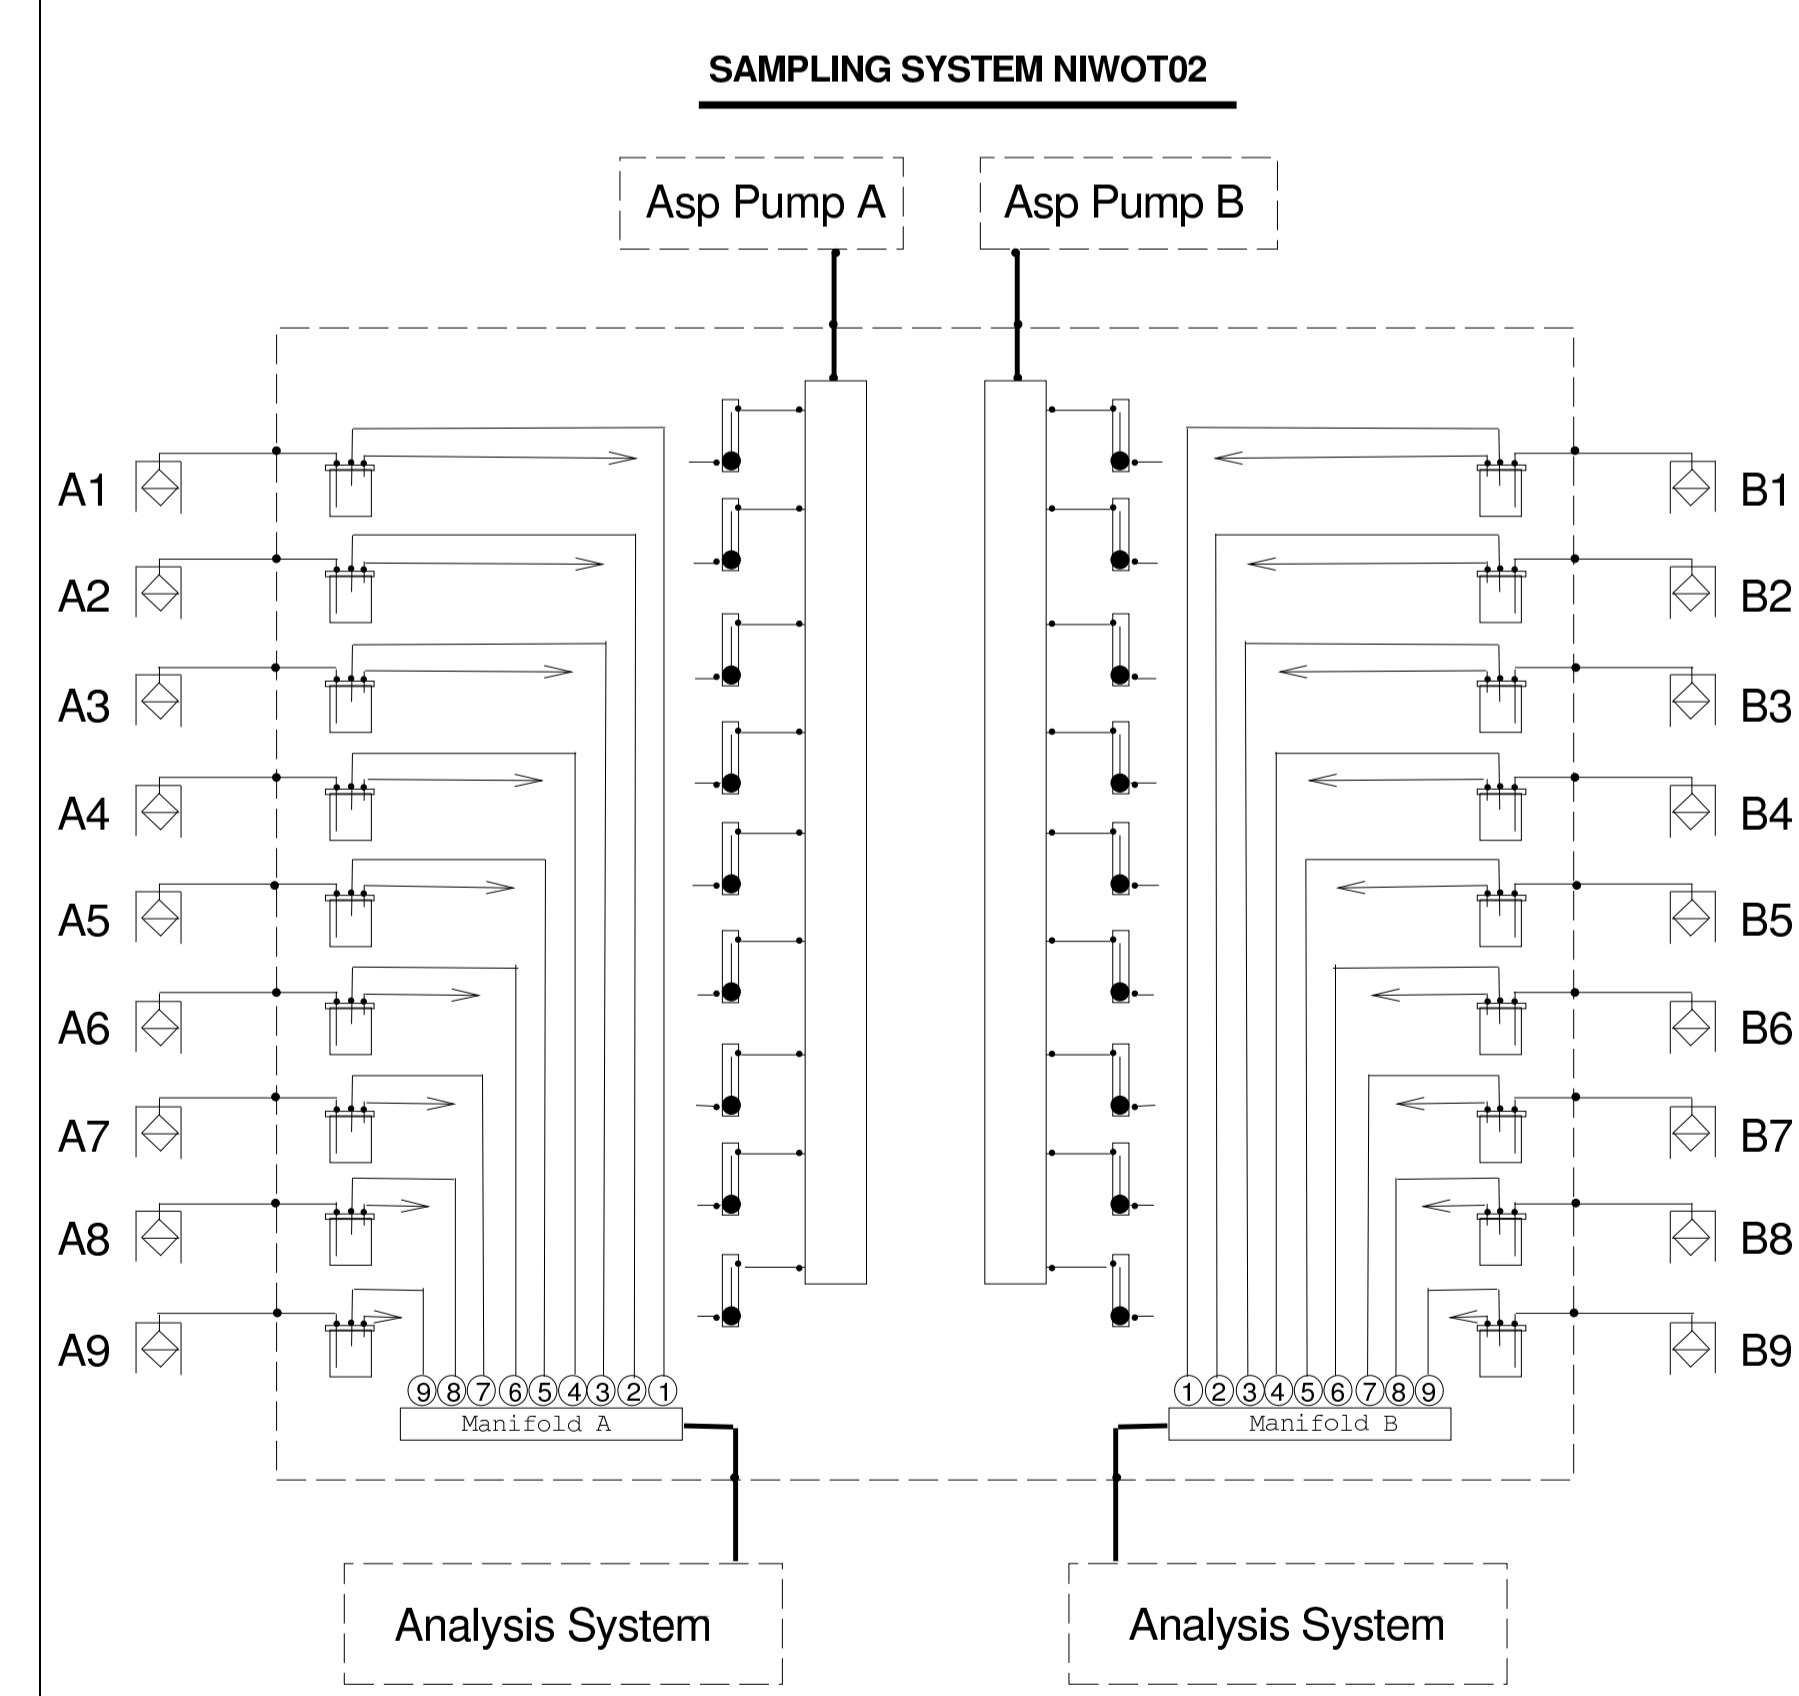 SAMPLING SYSTEM NIWOT02
Asp Pump A
Asp Pump B
A1
B1
A2
B2
A3
B3
A4
B4
A5
B5
A6
B6
A7
B7
A8
B8
A9
B9
9 8 7 6 5 4 3 2 1
1 2 3 4 5 6 7 8 9
Manifold A
Manifold B
Analysis System
Analysis System